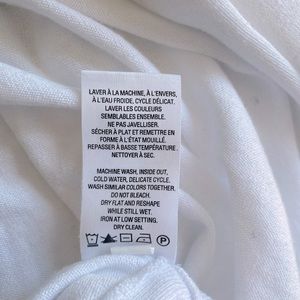 LAVER À LA MACHINE, À L'ENVERS,
À L'EAU FROIDE, CYCLE DÉLICAT.
LAVER LES COULEURS
SEMBLABLES ENSEMBLE.
NE PAS JAVELLISER.
SÉCHER À PLAT ET REMETTRE EN
FORME À L'ÉTAT MOUILLÉ.
REPASSER À BASSE TEMPÉRATURE.
NETTOYER À SEC.
MACHINE WASH, INSIDE OUT,
COLD WATER, DELICATE CYCLE,
WASH SIMILAR COLORS TOGETHER.
DO NOT BLEACH.
DRY FLAT AND RESHAPE
WHILE STILL WET.
IRON AT LOW SETTING.
DRY CLEAN.
P